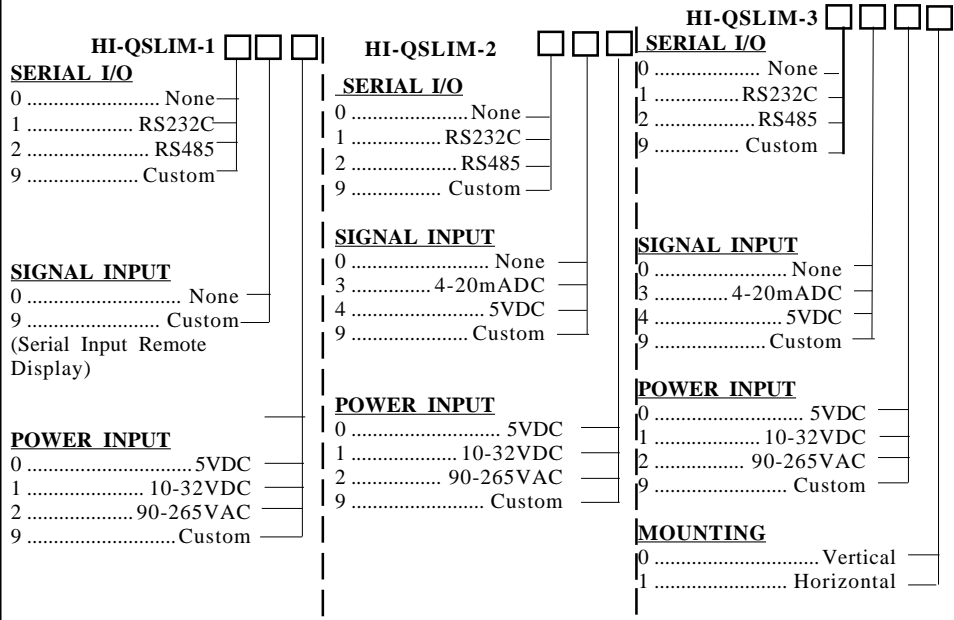 HI-QSLIM-1
SERIAL I/O
0 ........................ None
1 ................... RS232C
2 ...................... RS485
9 .................... Custom
SIGNAL INPUT
0 ............................ None
9 ........................ Custom
(Serial Input Remote
Display)
POWER INPUT
0 .............................. 5VDC
1 ..................... 10-32VDC
2 ................... 90-265VAC
9 ........................... Custom
HI-QSLIM-2
SERIAL I/O
0 ..................... None
1 ................. RS232C
2 .................... RS485
9 ................ Custom
SIGNAL INPUT
0 ......................... None
3 .............. 4-20mADC
4 ........................ 5VDC
9 ...................... Custom
POWER INPUT
0 ........................... 5VDC
1 ................... 10-32VDC
2 ................. 90-265VAC
9 ........................ Custom
HI-QSLIM-3
SERIAL I/O
0 ................... None
1 ................ RS232C
2 ................... RS485
9 ................ Custom
SIGNAL INPUT
0 ........................ None
3 ............. 4-20mADC
4 ....................... 5VDC
9 .................... Custom
POWER INPUT
0 ........................... 5VDC
1 .................... 10-32VDC
2 ................ 90-265VAC
9 ........................ Custom
MOUNTING
0 .............................. Vertical
1 ........................ Horizontal